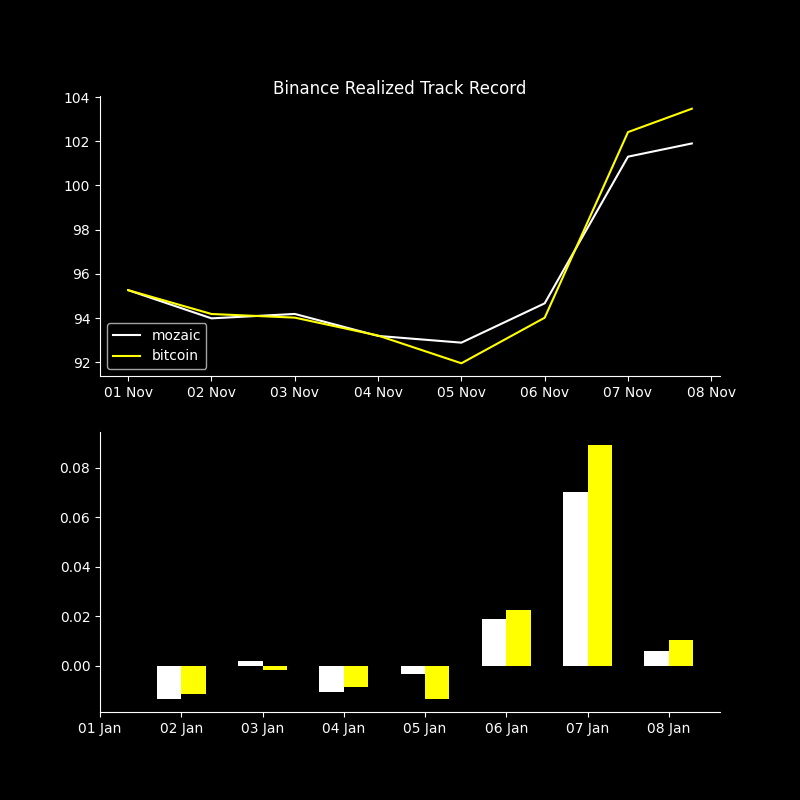 Binance Realized Track Record
104
102
100
98
96
94
92
mozaic
bitcoin
01 Nov 02 Nov 03 Nov 04 Nov 05 Nov 06 Nov 07 Nov 08 Nov
0.08
0.06
0.04
0.02
0.00
01 Jan 02 Jan 03 Jan 04 Jan 05 Jan 06 Jan 07 Jan 08 Jan